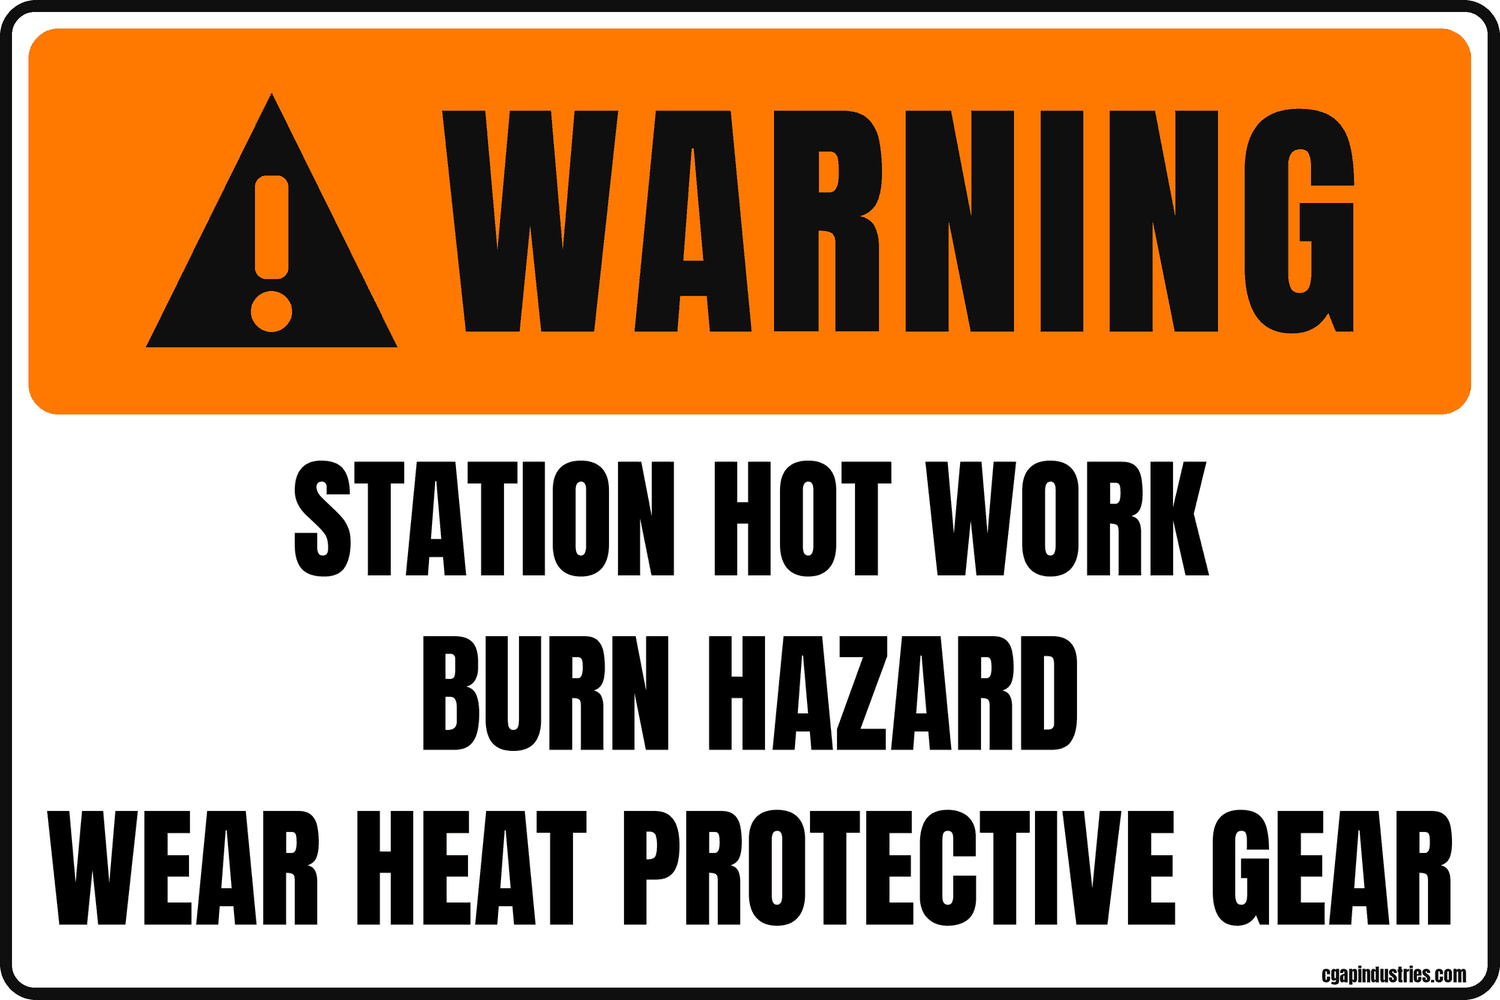 WARNING
STATION HOT WORK
BURN HAZARD
WEAR HEAT PROTECTIVE GEAR
cgapindustries.com